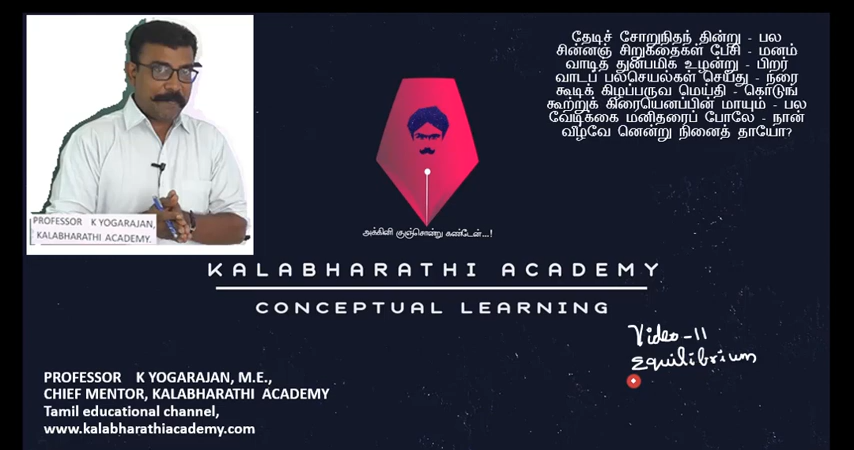 தேடிச் சோறுநிதந் தின்று - பல
சின்னஞ் சிறுகதைகள் பேசி - மனம்
வாடித் துன்பமிக உழன்று - பிறர்
வாடப் பலசெயல்கள் செய்து - நரை
கூடிக் கிழப்பருவ மெய்தி - கொடுங்
கூற்றுக் கிரையெனப்பின் மாயும் - பல
வேடிக்கை மனிதரைப் போலே - நான்
வீழ்வே னென்று நினைத் தாயோ?
PROFESSOR K YOGARAJAN,
KALABHARATHI ACADEMY.
அக்கினி குஞ்சொன்று கண்டேன்...!
KALABHARATHI ACADEMY
CONCEPTUAL LEARNING
Video-11
Equilibrium
PROFESSOR K YOGARAJAN, M.E.,
CHIEF MENTOR, KALABHARATHI ACADEMY
Tamil educational channel,
www.kalabharathiacademy.com